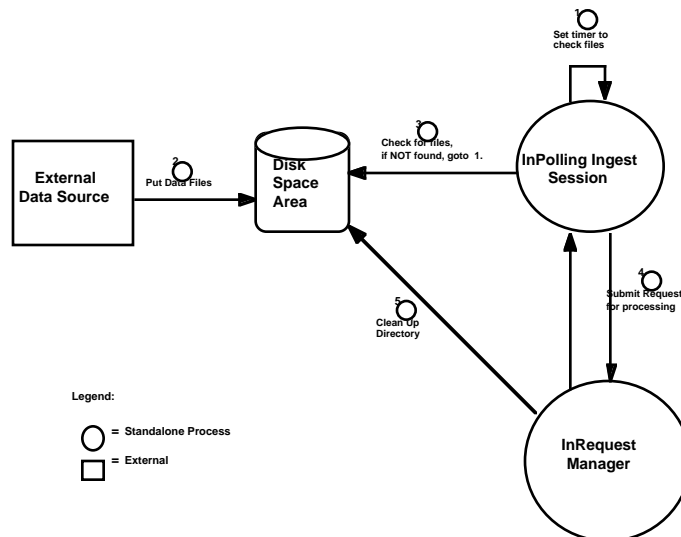 1
Set timer to
check files
3
Check for files,
if NOT found, goto 1.
InPolling Ingest
Session
External
Data Source
2
Put Data Files
Disk
Space
Area
4
Submit Request
for processing
5
Clean Up
Directory
Legend:
= Standalone Process
= External
InRequest
Manager